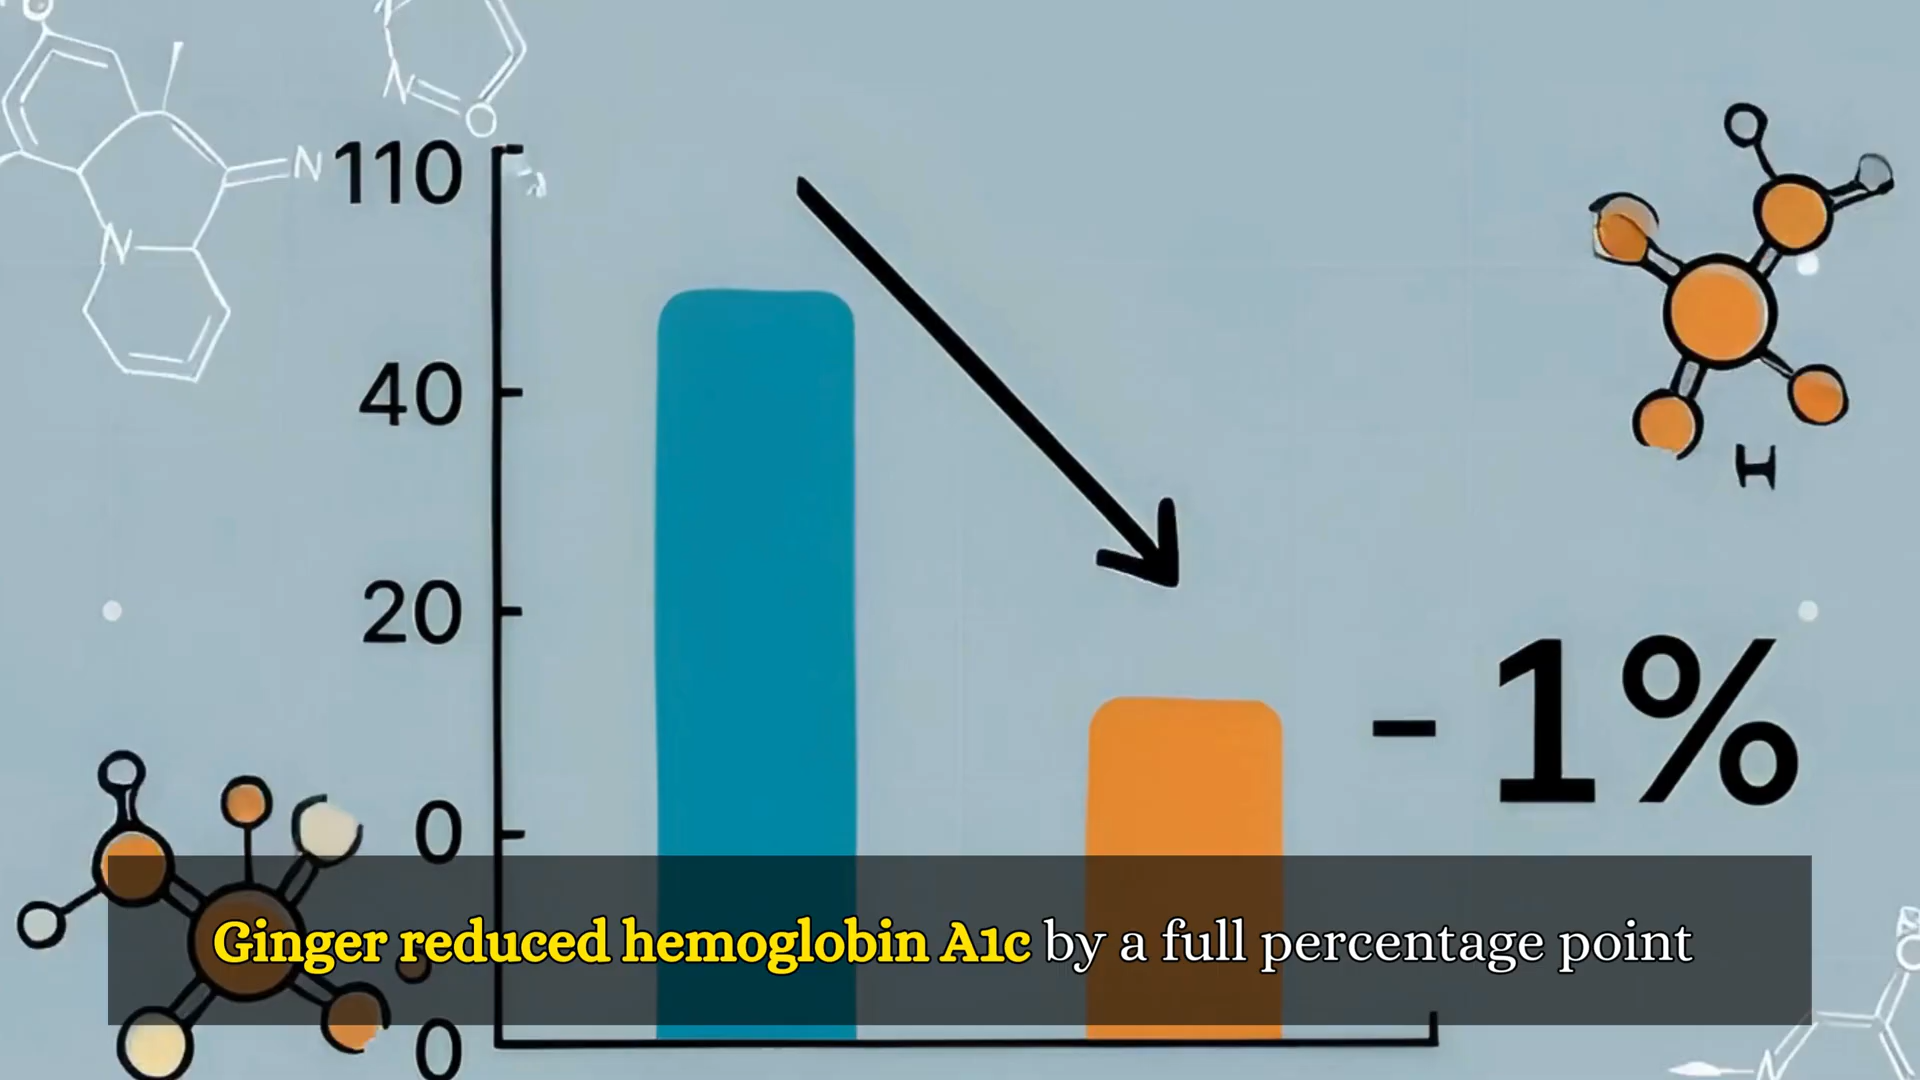 N
O
N
N
110
40
20
0
0
H
-1%
Ginger reduced hemoglobin A1c by a full percentage point
N